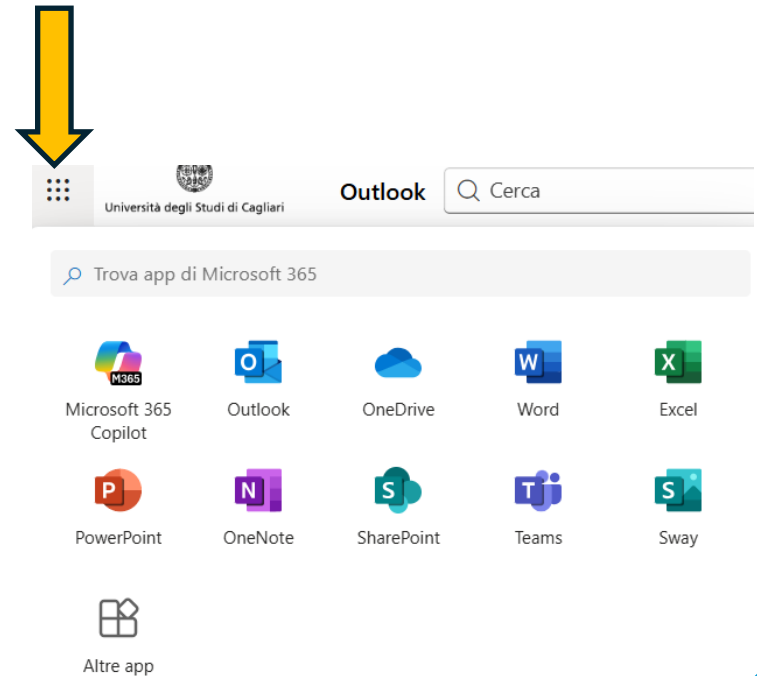 Università degli Studi di Cagliari
Outlook
Cerca
Trova app di Microsoft 365
M365
Microsoft 365
Copilot
O
Outlook
OneDrive
W
Word
X
Excel
P
PowerPoint
N
OneNote
S
SharePoint
T
Teams
S
Sway
Altre app